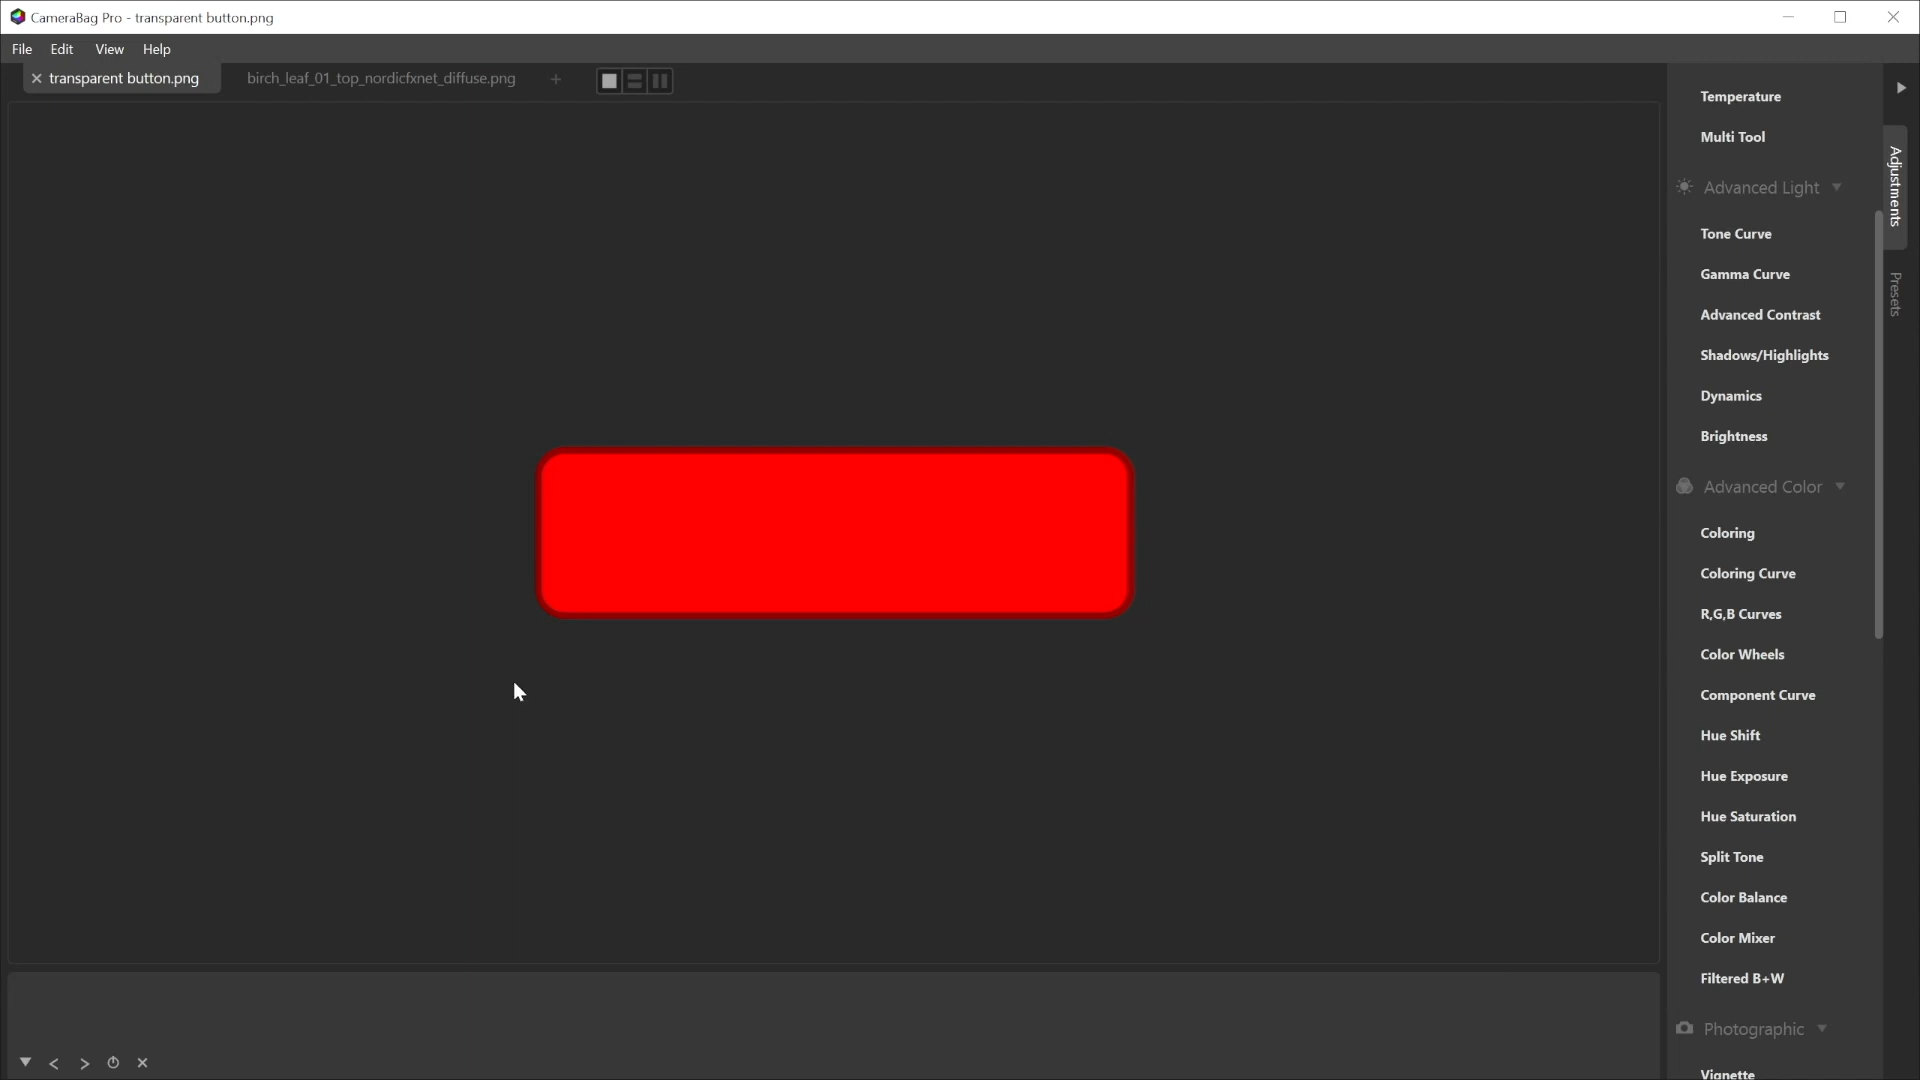 CameraBag Pro - transparent button.png
File Edit View Help
transparent button.png birch_leaf_01_top_nordicfxnet_diffuse.png +
Temperature
Multi Tool
Advanced Light
Tone Curve
Gamma Curve
Advanced Contrast
Shadows/Highlights
Dynamics
Brightness
Advanced Color
Coloring
Coloring Curve
R,G,B Curves
Color Wheels
Component Curve
Hue Shift
Hue Exposure
Hue Saturation
Split Tone
Color Balance
Color Mixer
Filtered B+W
Photographic
Vignette
Adjustments
Presets